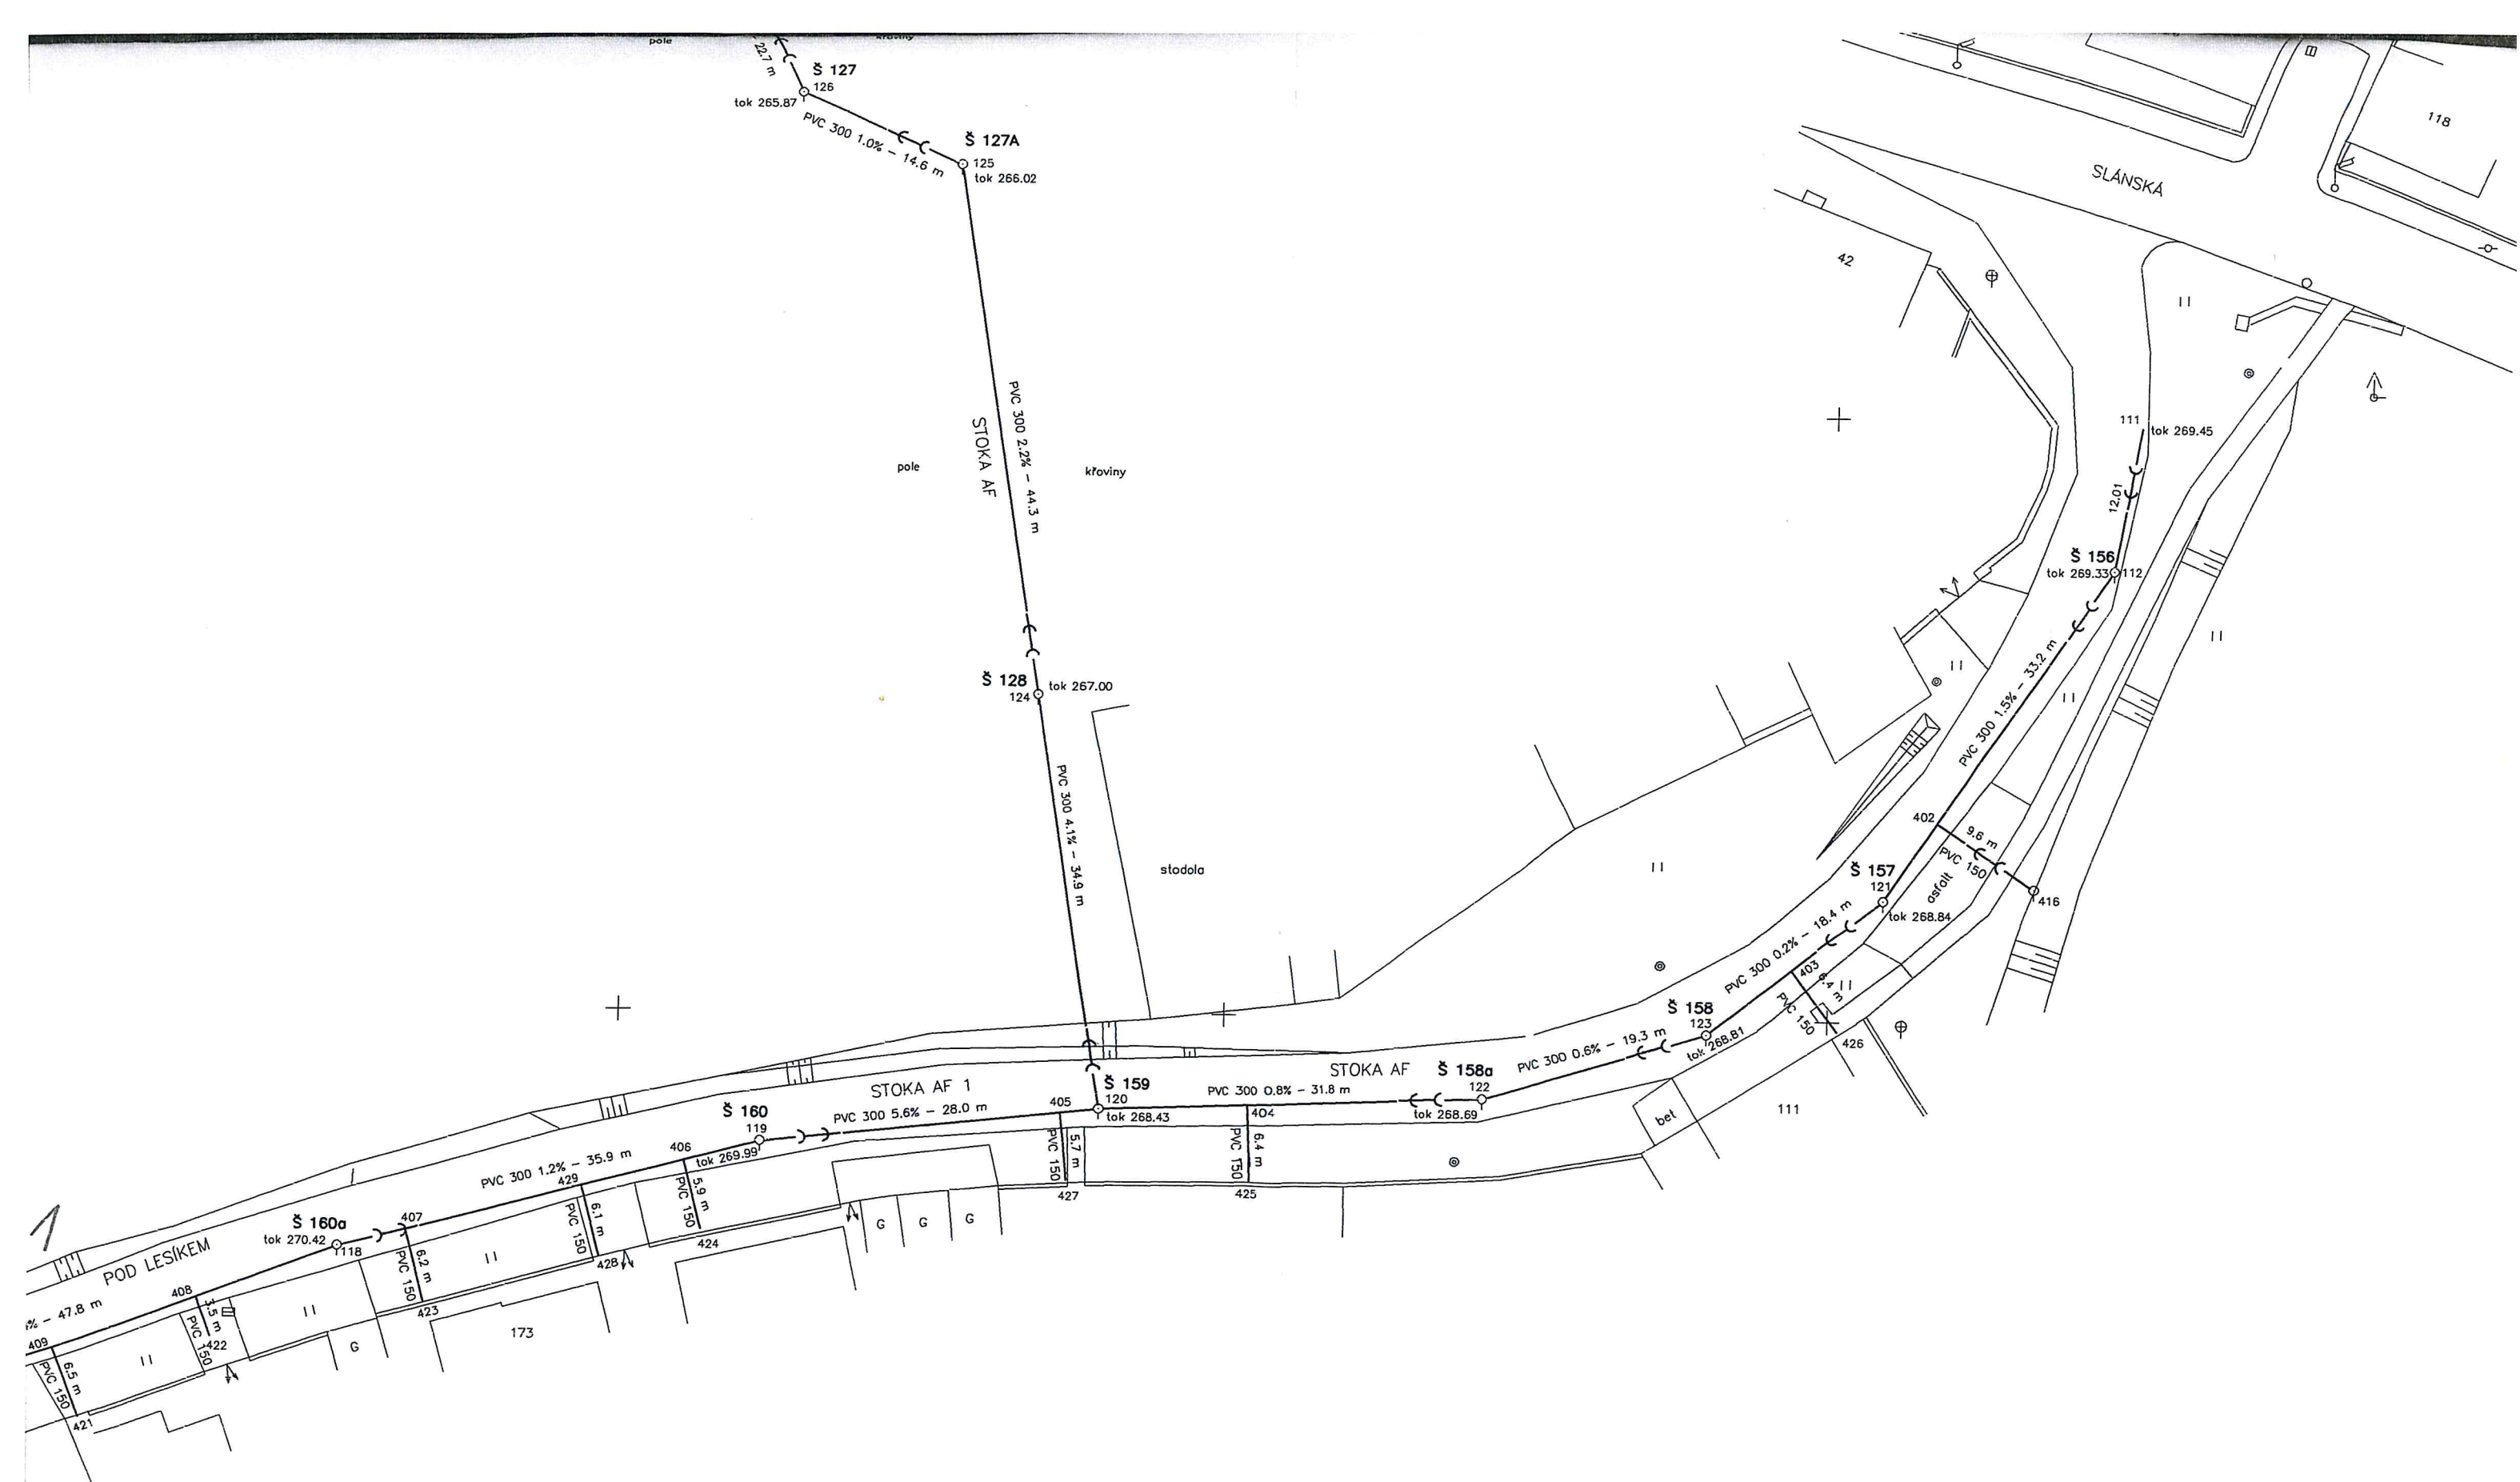 pole
křoviny
22.7 m
Š 127
126
tok 265.87
PVC 300 1.0% – 14.6 m
Š 127A
125
tok 266.02
118
SLÁNSKÁ
42
PVC 300 2.2% – 44.3 m
STOKA AF
pole
křoviny
111
tok 269.45
12.01
Š 156
tok 269.33
112
Š 128
tok 267.00
124
PVC 300 1.5% – 33.2 m
PVC 300 4.1% – 34.9 m
stodola
402
9.6 m
PVC 150
asfalt
416
Š 157
121
tok 268.84
PVC 300 0.2% – 18.4 m
403
6.4 m
PVC 150
426
Š 158
123
tok 268.81
PVC 300 0.6% – 19.3 m
STOKA AF
Š 158a
122
tok 268.69
PVC 300 0.8% – 31.8 m
404
PVC 150
6.4 m
425
bet
111
STOKA AF 1
Š 159
405
120
tok 268.43
PVC 300 5.6% – 28.0 m
PVC 150
5.7 m
427
Š 160
119
tok 269.99
406
PVC 150
5.9 m
424
G
G
G
PVC 300 1.2% – 35.9 m
429
PVC 150
6.1 m
428
Š 160a
tok 270.42
118
407
PVC 150
6.2 m
423
173
1
POD LESÍKEM
408
3.5 m
PVC 150
422
G
% – 47.8 m
409
PVC 150
6.5 m
421